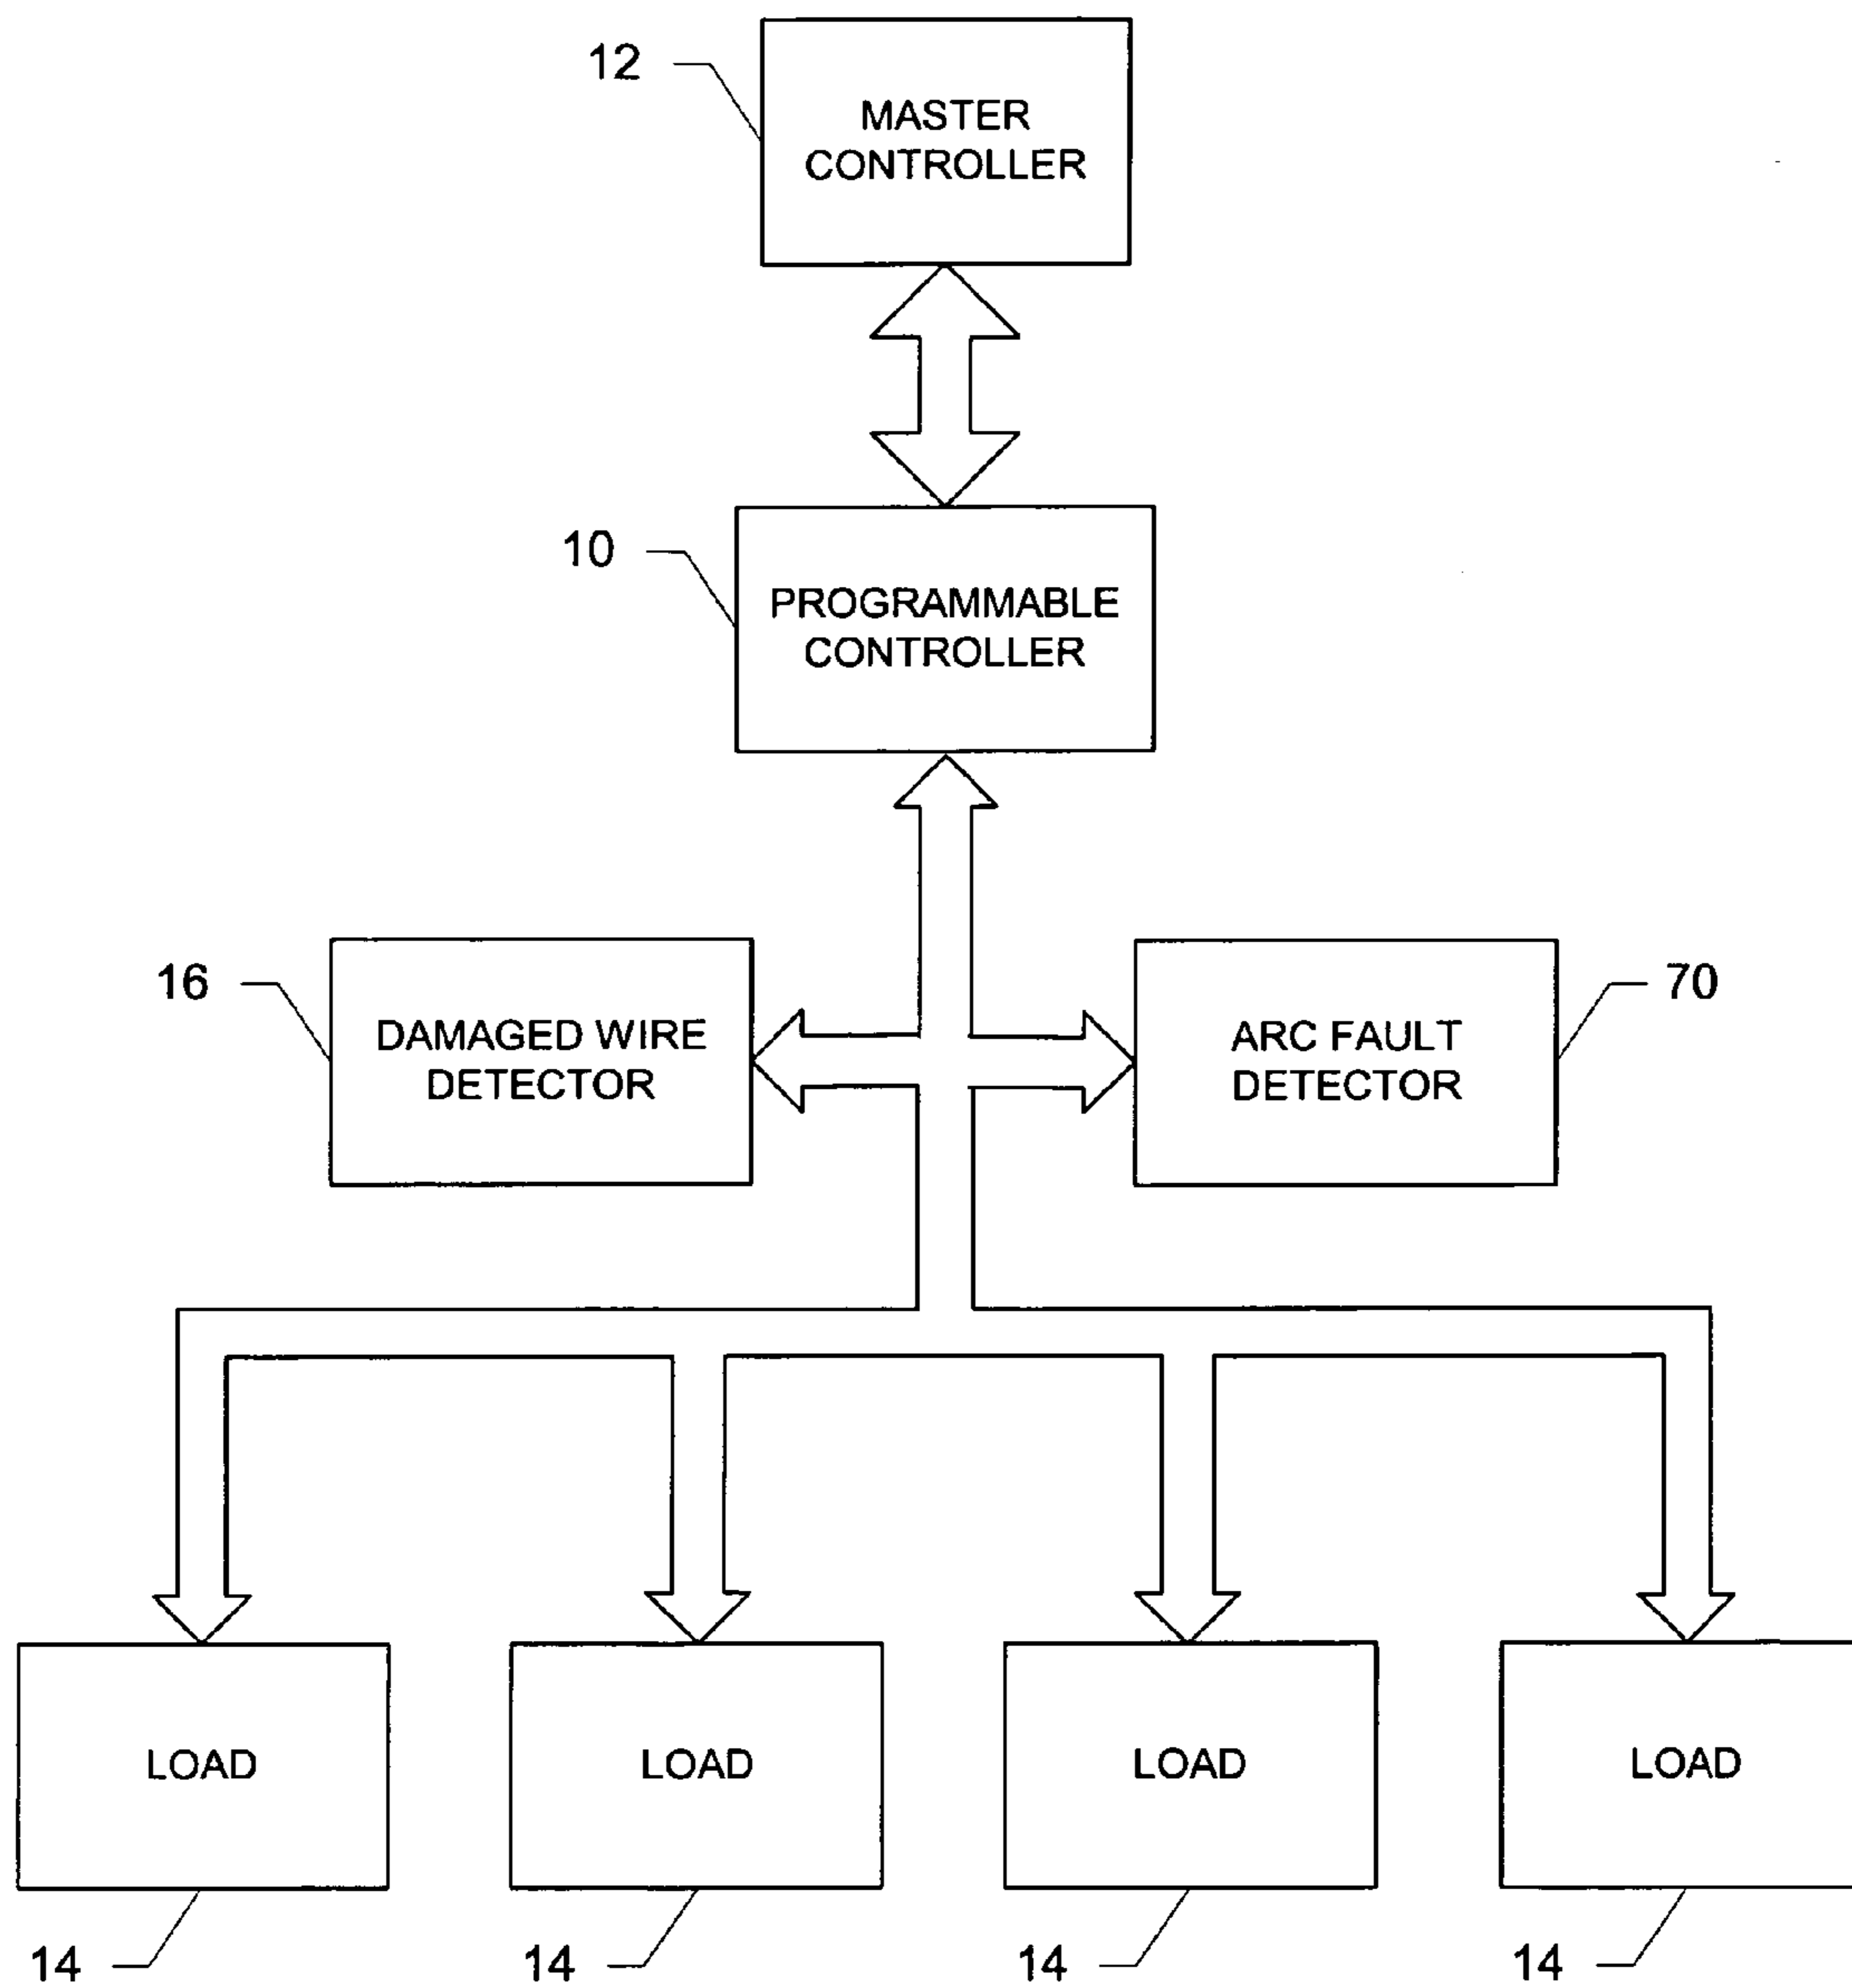 12
MASTER
CONTROLLER
10
PROGRAMMABLE
CONTROLLER
16
DAMAGED WIRE
DETECTOR
ARC FAULT
DETECTOR
70
LOAD
LOAD
LOAD
LOAD
14
14
14
14